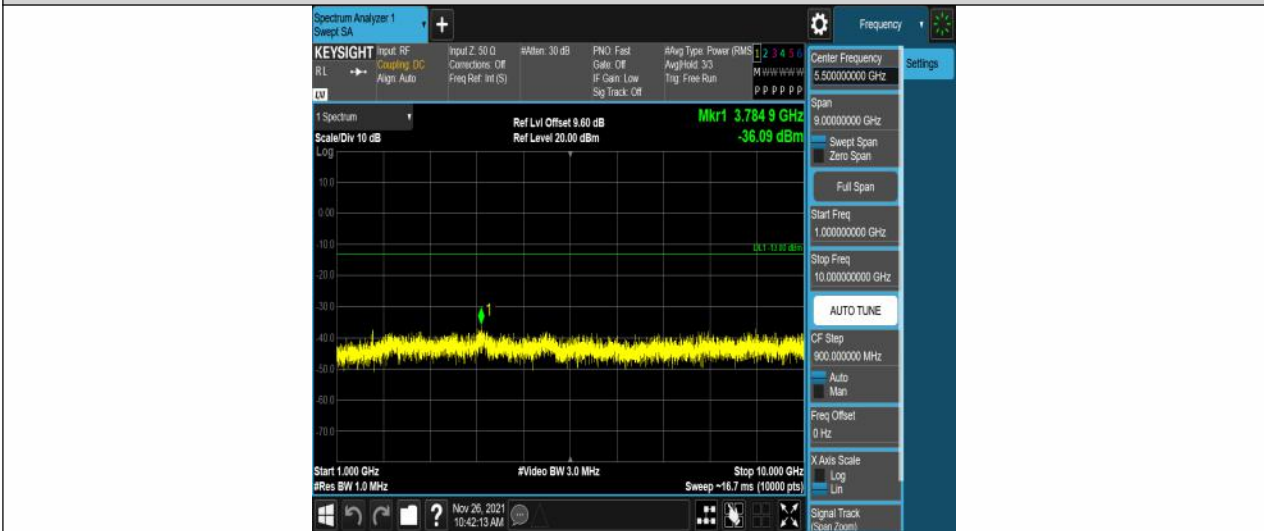 Spectrum Analyzer 1
Swept SA
+
Frequency
KEYSIGHT
RL
LV
Input: RF
Coupling: DC
Align: Auto
Input Z: 50 Ω
Corrections: Off
Freq Ref: Int (S)
#Atten: 30 dB
PNO: Fast
Gate: Off
IF Gain: Low
Sig Track: Off
#Avg Type: Power (RMS
Avg|Hold: 3/3
Trig: Free Run
1 2 3 4 5 6
M W W W W W
P P P P P P
Center Frequency
5.500000000 GHz
Settings
Span
9.00000000 GHz
Swept Span
Zero Span
Full Span
Start Freq
1.000000000 GHz
Stop Freq
10.000000000 GHz
AUTO TUNE
CF Step
900.000000 MHz
Auto
Man
Freq Offset
0 Hz
X Axis Scale
Log
Lin
Signal Track
(Span Zoom)
1 Spectrum
Scale/Div 10 dB
Log
Ref Lvl Offset 9.60 dB
Ref Level 20.00 dBm
Mkr1 3.784 9 GHz
-36.09 dBm
10.0
0.00
-10.0
DL1 -13.00 dBm
-20.0
-30.0
1
-40.0
-50.0
-60.0
-70.0
Start 1.000 GHz
#Res BW 1.0 MHz
#Video BW 3.0 MHz
Stop 10.000 GHz
Sweep ~16.7 ms (10000 pts)
?
Nov 26, 2021
10:42:13 AM